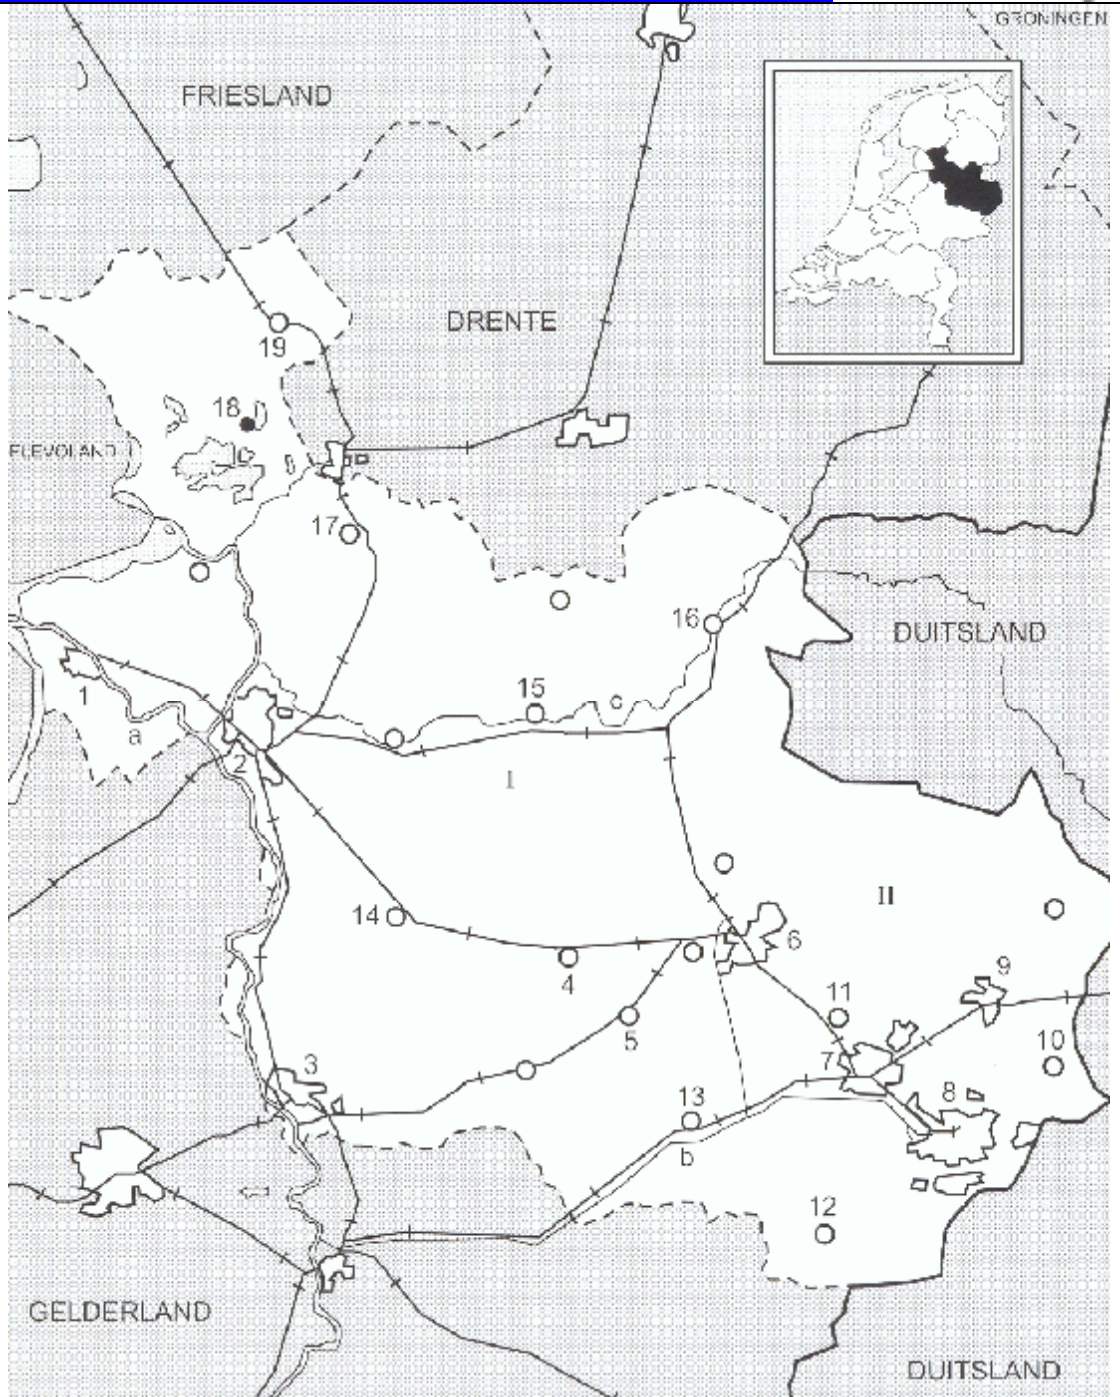 GRONINGEN
FRIESLAND
DRENTE
19
18
FLEVOLAND
17
16
DUITSLAND
1
15
c
a
2
I
14
II
6
4
9
11
5
10
3
7
8
13
b
12
GELDERLAND
DUITSLAND